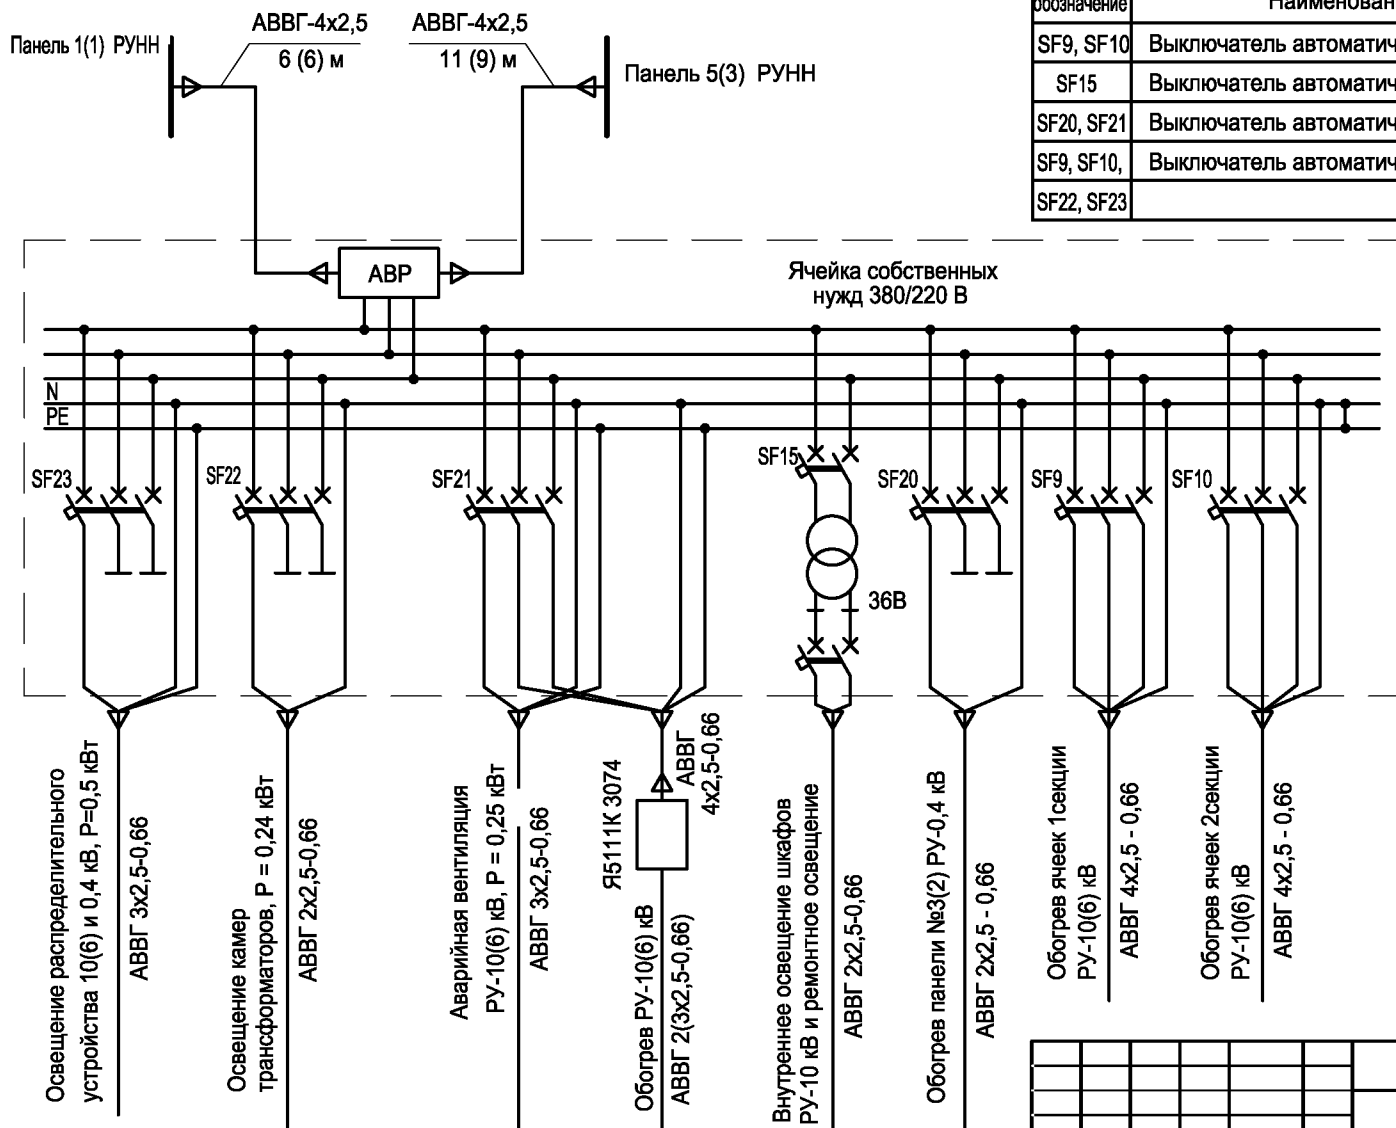 АВВГ-4х2,5
6 (6) м
АВВГ-4х2,5
11 (9) м
Панель 1(1) РУНН
Панель 5(3) РУНН
обозначение
SF9, SF10
Выключатель
SF15
Выключатель
SF20, SF21
Выключатель
SF9, SF10,
Выключатель
SF22, SF23
АВР
Ячейка собственных
нужд 380/220 В
N
PE
SF23
SF22
SF21
SF15
SF20
SF9
SF10
36В
Освещение распределительного
устройства 10(6) и 0,4 кВ, Р=0,5 кВт
АВВГ 3х2,5-0,66
Освещение камер
трансформаторов, Р = 0,24 кВт
АВВГ 2х2,5-0,66
Аварийная вентиляция
РУ-10(6) кВ, Р = 0,25 кВт
АВВГ 3х2,5-0,66
Я5111К 3074
АВВГ
4х2,5-0,66
Обогрев РУ-10(6) кВ
АВВГ 2(3х2,5-0,66)
Внутреннее освещение шкафов
РУ-10 кВ и ремонтное освещение
АВВГ 2х2,5-0,66
Обогрев панели №3(2) РУ-0,4 кВ
АВВГ 2х2,5 - 0,66
Обогрев ячеек 1секции
РУ-10(6) кВ
АВВГ 4х2,5 - 0,66
Обогрев ячеек 2секции
РУ-10(6) кВ
АВВГ 4х2,5 - 0,66